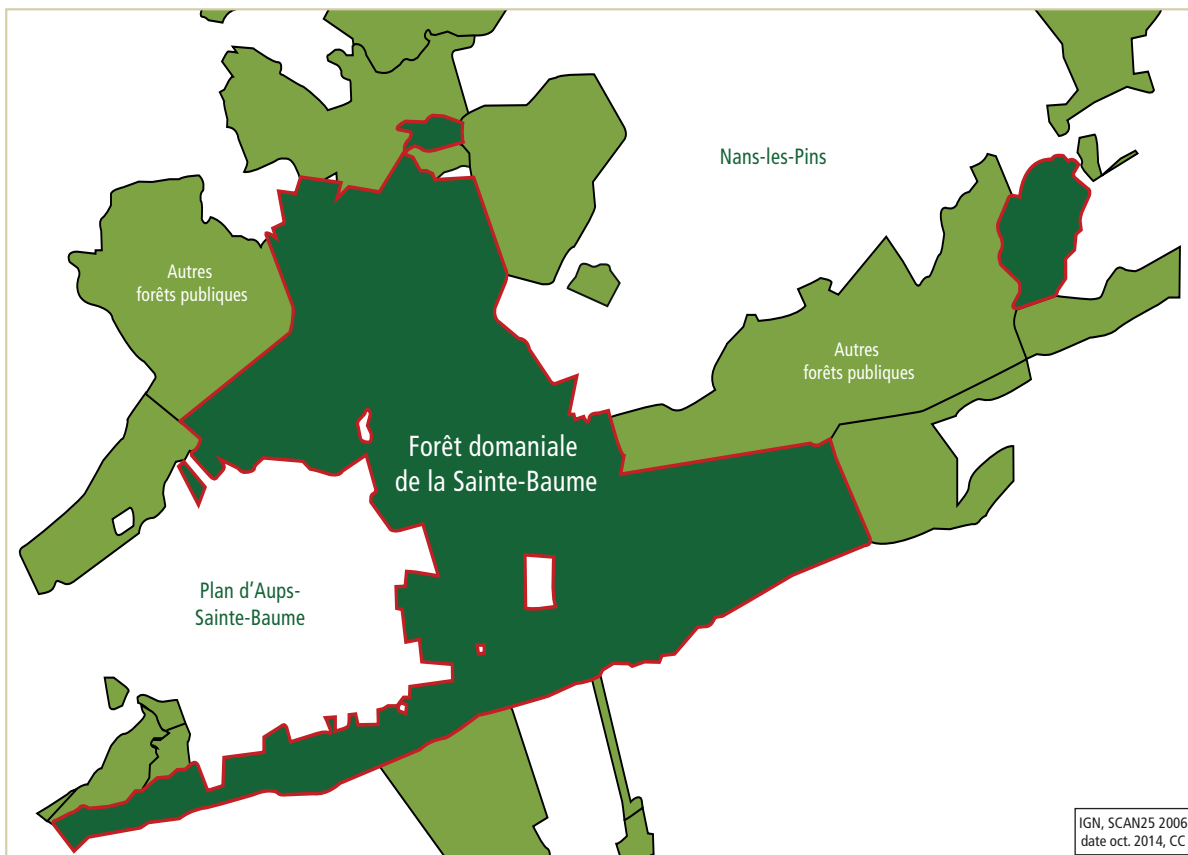 Nans-les-Pins
Autres
forêts publiques
Autres
forêts publiques
Forêt domaniale
de la Sainte-Baume
Plan d'Aups-
Sainte-Baume
IGN, SCAN25 2006
date oct. 2014, CC